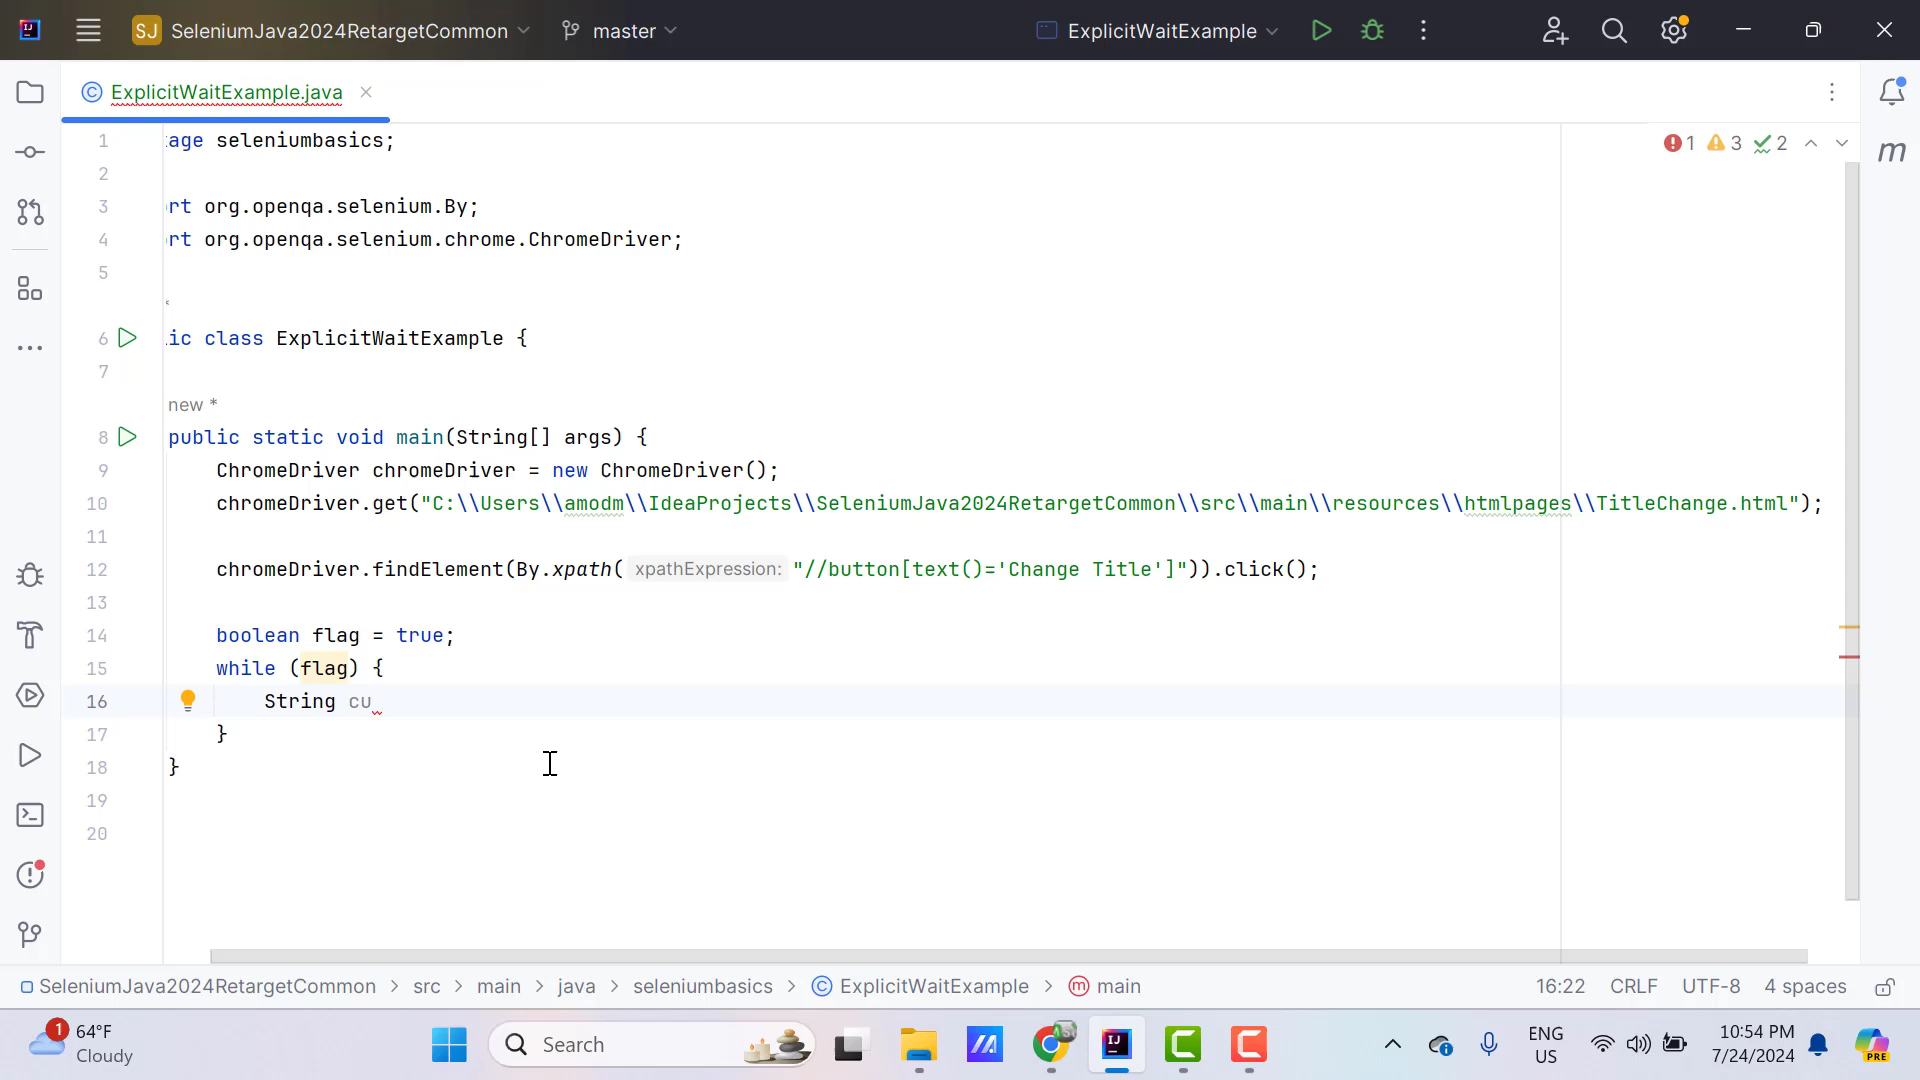 SJ SeleniumJava2024RetargetCommon master ExplicitWaitExample
ExplicitWaitExample.java
1 age seleniumbasics; 1 3 2
2
3 rt org.openqa.selenium.By;
4 rt org.openqa.selenium.chrome.ChromeDriver;
5
*
6 ic class ExplicitWaitExample {
7
new *
8 public static void main(String[] args) {
9 ChromeDriver chromeDriver = new ChromeDriver();
10 chromeDriver.get("C:\\Users\\amodm\\IdeaProjects\\SeleniumJava2024RetargetCommon\\src\\main\\resources\\htmlpages\\TitleChange.html");
11
12 chromeDriver.findElement(By.xpath( xpathExpression: "//button[text()='Change Title']")).click();
13
14 boolean flag = true;
15 while (flag) {
16 String cu
17 }
18 }
19
20
SeleniumJava2024RetargetCommon > src > main > java > seleniumbasics > ExplicitWaitExample > main 16:22 CRLF UTF-8 4 spaces
1 64°F
Cloudy
Search
ENG
US
10:54 PM
7/24/2024
PRE